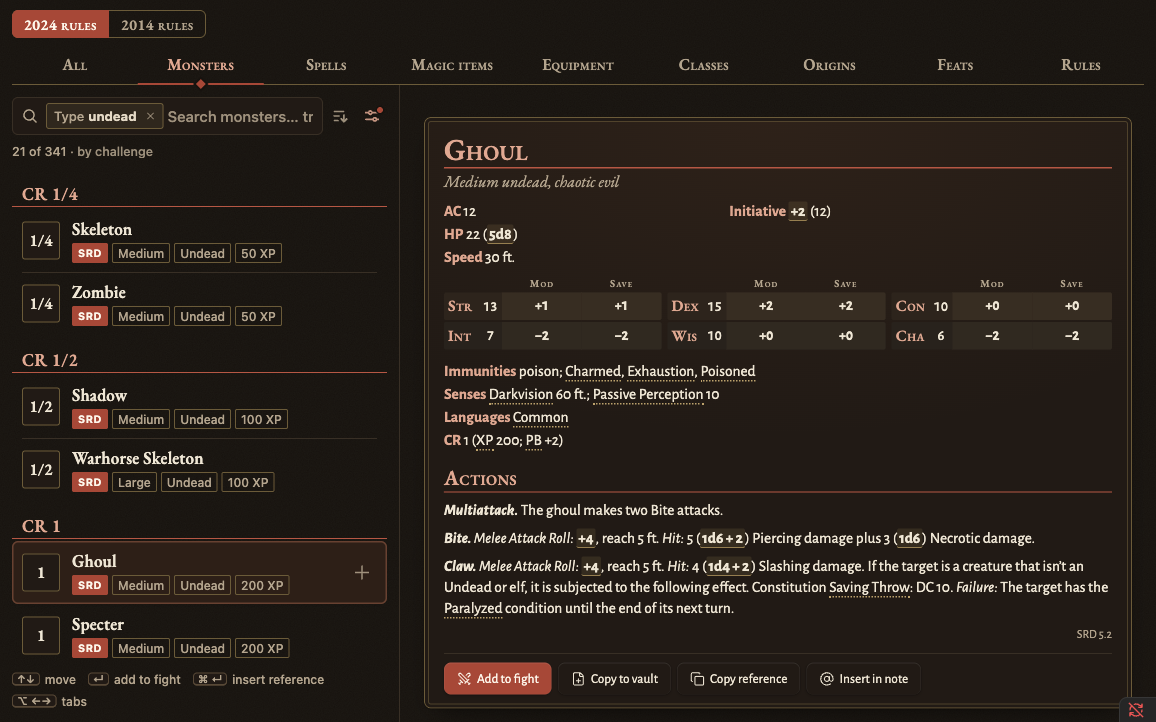 2024 RULES 2014 RULES
ALL MONSTERS SPELLS MAGIC ITEMS EQUIPMENT CLASSES ORIGINS FEATS RULES
Type undead × Search monsters... tr
21 of 341 · by challenge
CR 1/4
1/4 Skeleton
SRD Medium Undead 50 XP
1/4 Zombie
SRD Medium Undead 50 XP
CR 1/2
1/2 Shadow
SRD Medium Undead 100 XP
1/2 Warhorse Skeleton
SRD Large Undead 100 XP
CR 1
1 Ghoul
SRD Medium Undead 200 XP
1 Specter
SRD Medium Undead 200 XP
↑↓ move ↵ add to fight ⌘ ↵ insert reference
⌥ ←→ tabs
GHOUL
Medium undead, chaotic evil
AC 12 Initiative +2 (12)
HP 22 (5d8)
Speed 30 ft.
MOD SAVE MOD SAVE MOD SAVE
STR 13 +1 +1 DEX 15 +2 +2 CON 10 +0 +0
INT 7 −2 −2 WIS 10 +0 +0 CHA 6 −2 −2
Immunities poison; Charmed, Exhaustion, Poisoned
Senses Darkvision 60 ft.; Passive Perception 10
Languages Common
CR 1 (XP 200; PB +2)
ACTIONS
Multiattack. The ghoul makes two Bite attacks.
Bite. Melee Attack Roll: +4, reach 5 ft. Hit: 5 (1d6 + 2) Piercing damage plus 3 (1d6) Necrotic damage.
Claw. Melee Attack Roll: +4, reach 5 ft. Hit: 4 (1d4 + 2) Slashing damage. If the target is a creature that isn't an
Undead or elf, it is subjected to the following effect. Constitution Saving Throw: DC 10. Failure: The target has the
Paralyzed condition until the end of its next turn.
SRD 5.2
Add to fight Copy to vault Copy reference Insert in note